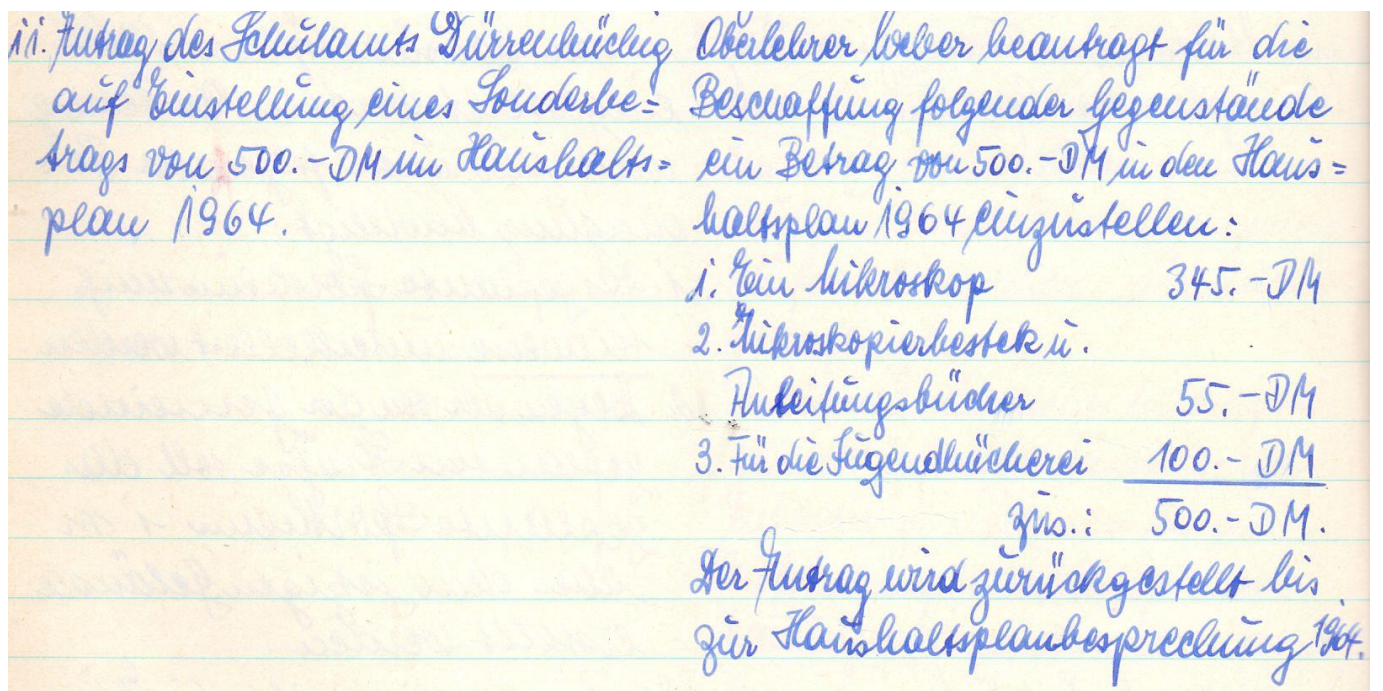 11. Antrag des Schulamts Dürrenbüchig
auf Einstellung eines Sonderbe=
trags von 500.-DM im Haushalts=
plan 1964.
Oberlehrer Weber beantragt für die
Beschaffung folgender Gegenstände
ein Betrag von 500.-DM in den Haus=
haltsplan 1964 einzustellen:
1. Ein Mikroskop 345.-DM
2. Mikroskopierbestek u.
Anleitungsbücher 55.-DM
3. Für die Jugendbücherei 100.-DM
zus.: 500.-DM.
Der Antrag wird zurückgestellt bis
zur Haushaltsplanbesprechung 1964.